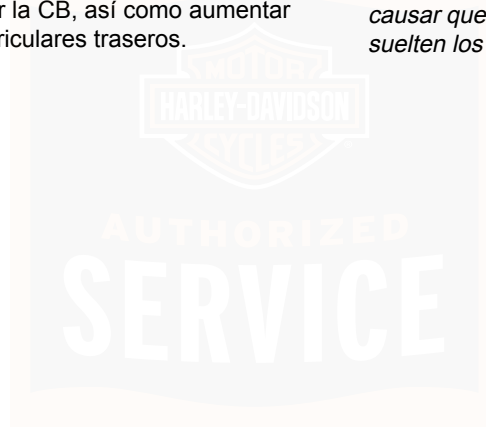 r la CB, así como aumentar
riculares traseros.
causar que
suelten los
MOTOR
HARLEY-DAVIDSON
CYCLES
AUTHORIZED
SERVICE